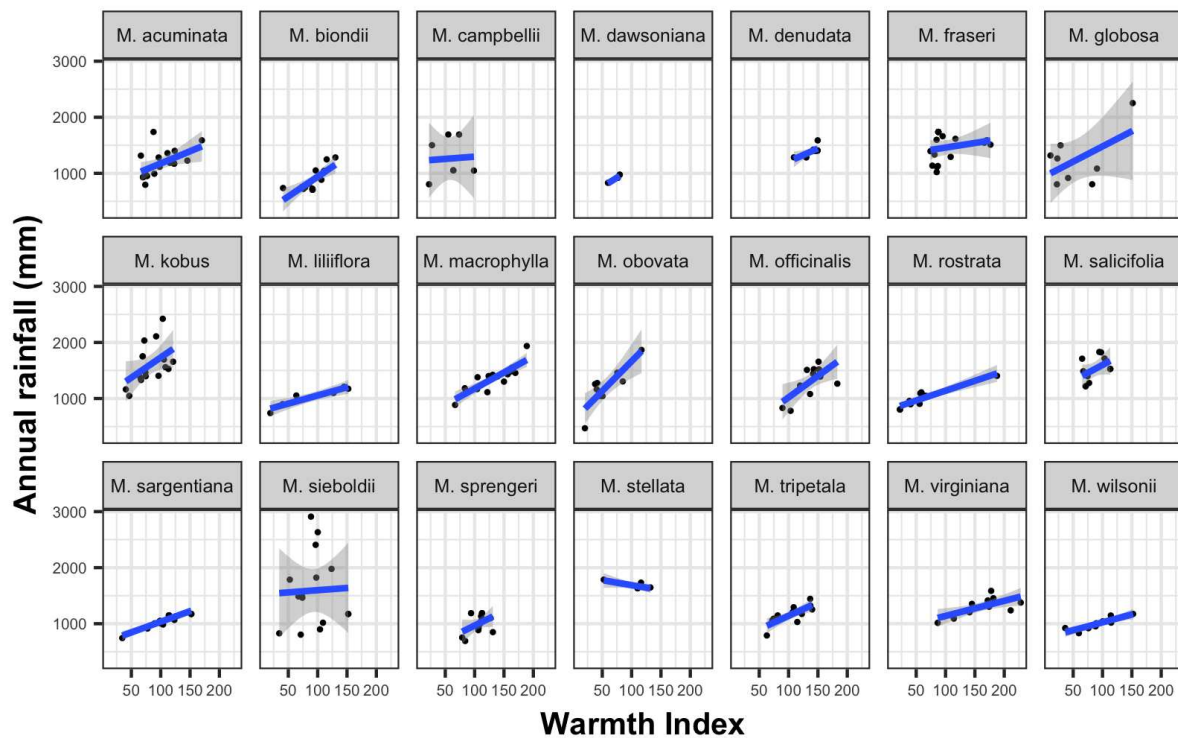 M. acuminata M. biondii M. campbellii M. dawsoniana M. denudata M. fraseri M. globosa
3000
2000
1000
M. kobus M. liliiflora M. macrophylla M. obovata M. officinalis M. rostrata M. salicifolia
3000
2000
1000
M. sargentiana M. sieboldii M. sprengeri M. stellata M. tripetala M. virginiana M. wilsonii
3000
2000
1000
50 100 150 200 50 100 150 200 50 100 150 200 50 100 150 200 50 100 150 200 50 100 150 200 50 100 150 200
Annual rainfall (mm)
Warmth Index